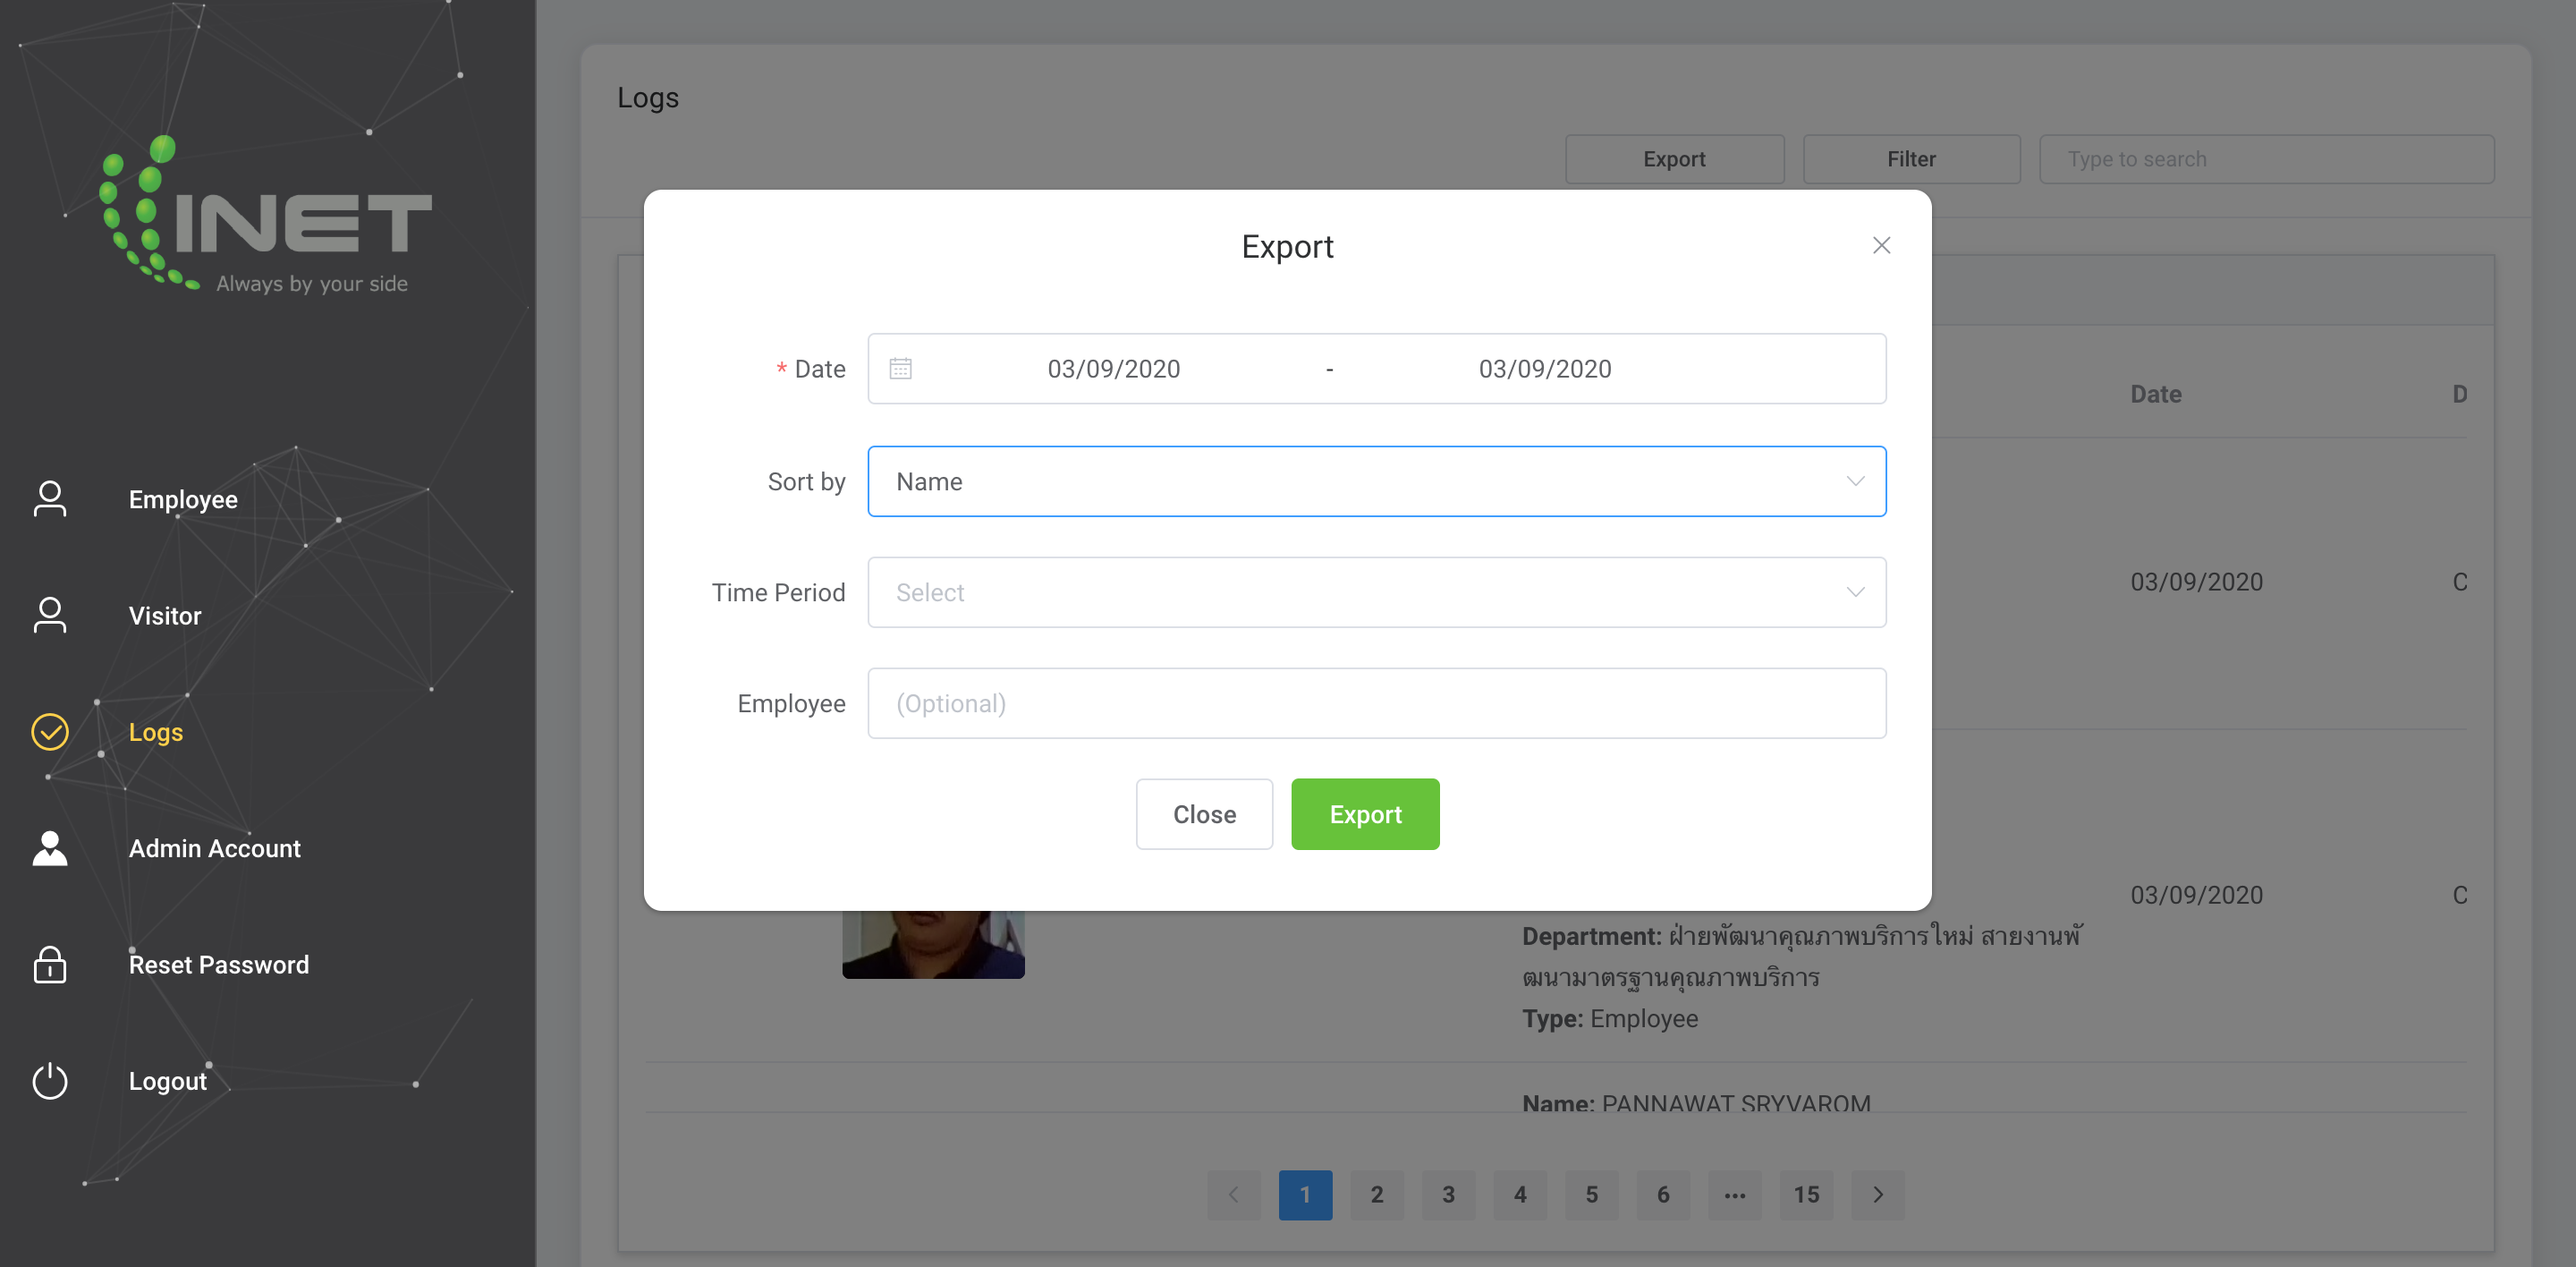 INET
Always by your side
Employee
Visitor
Logs
Admin Account
Reset Password
Logout
Logs
Export
Filter
Type to search
Export
* Date
03/09/2020
-
03/09/2020
Sort by
Name
Time Period
Select
Employee
(Optional)
Close
Export
Date
D
03/09/2020
C
03/09/2020
C
Department: ฝ่ายพัฒนาคุณภาพบริการใหม่ สายงานพั
ฒนามาตรฐานคุณภาพบริการ
Type: Employee
Name: PANNAWAT SRYVAROM
1
2
3
4
5
6
•••
15